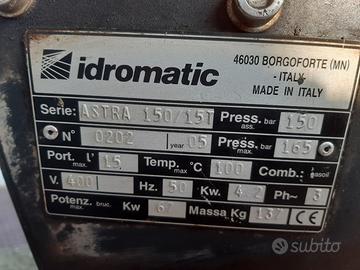 idromatic
46030 BORGOFORTE (MN)
- ITALY -
MADE IN ITALY
Serie: ASTRA 150/15T Press. bar ass. 150
N° 0202 year 05 Press. bar max. 165
Port. l' 15 Temp. max. °C 100 Comb.: gasoil
V. 400 Hz. 50 Kw. 4.2 Ph~ 3
Potenz. bruc. Kw 67 Massa Kg 137 CE
subito